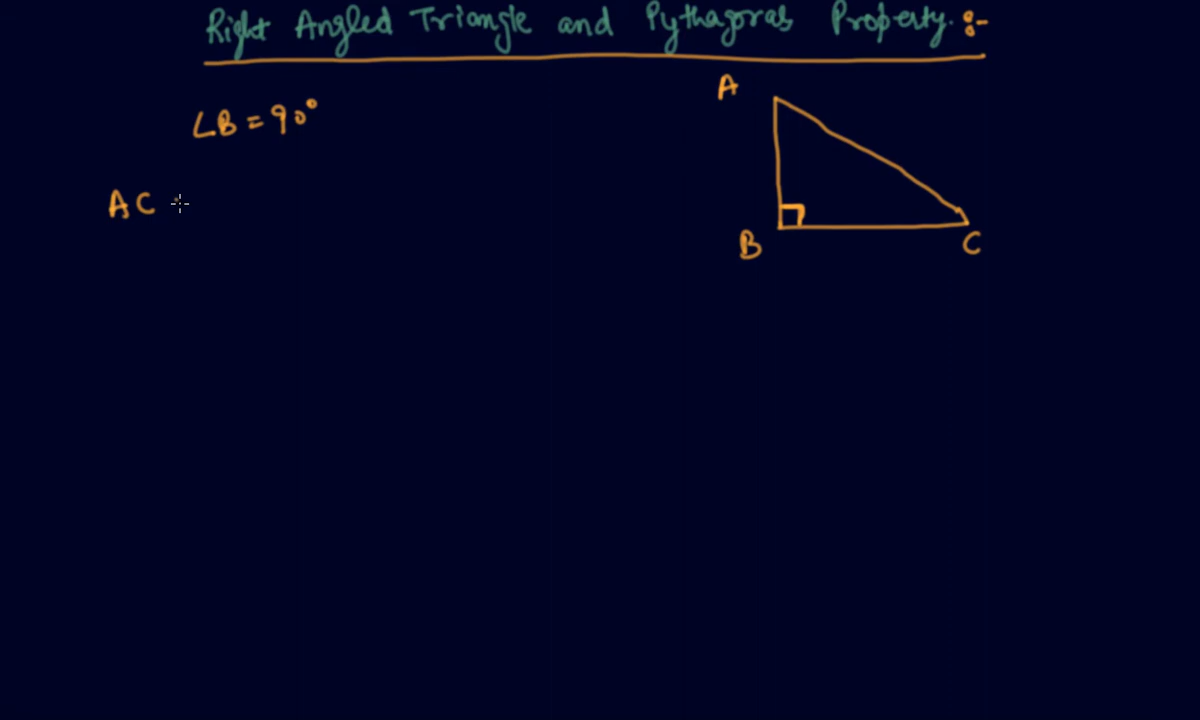 Right Angled Triangle and Pythagoras Property :-
∠B = 90°
A
AC
B
C